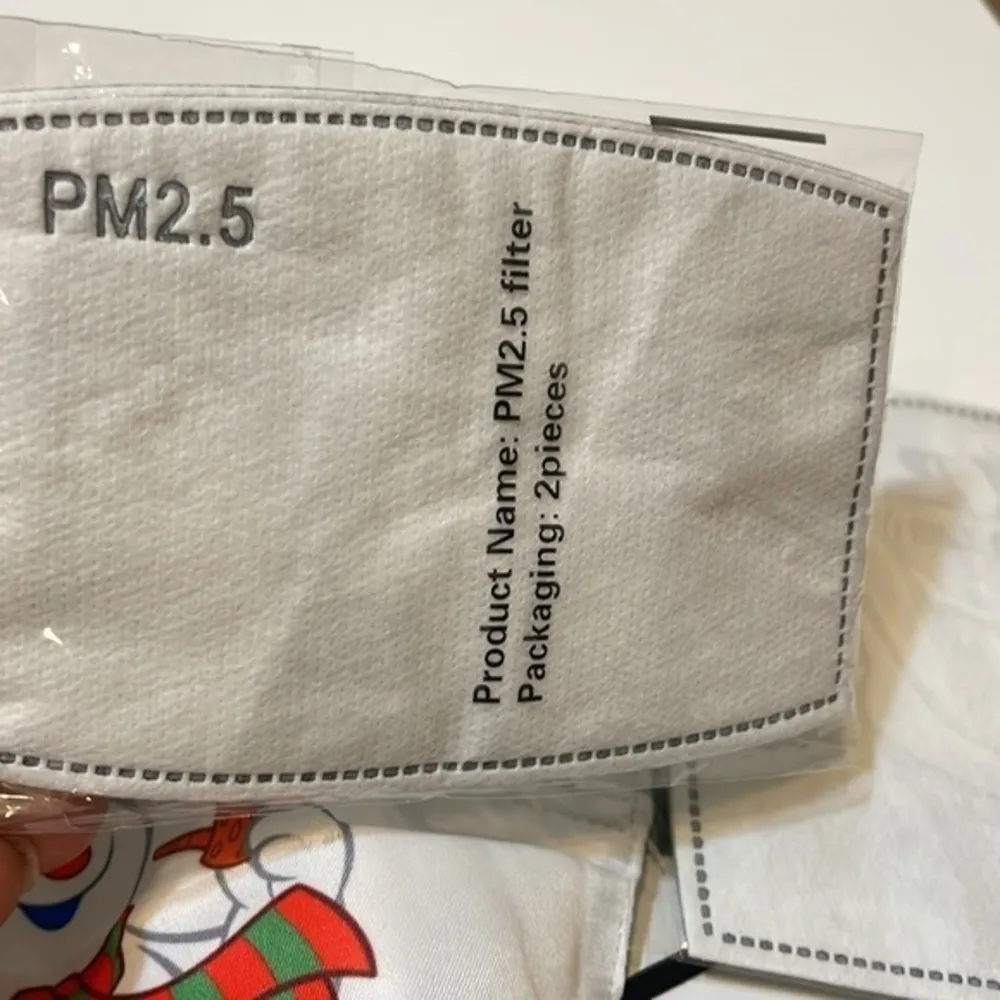 PM2.5
Product Name: PM2.5 filter
Packaging: 2pieces